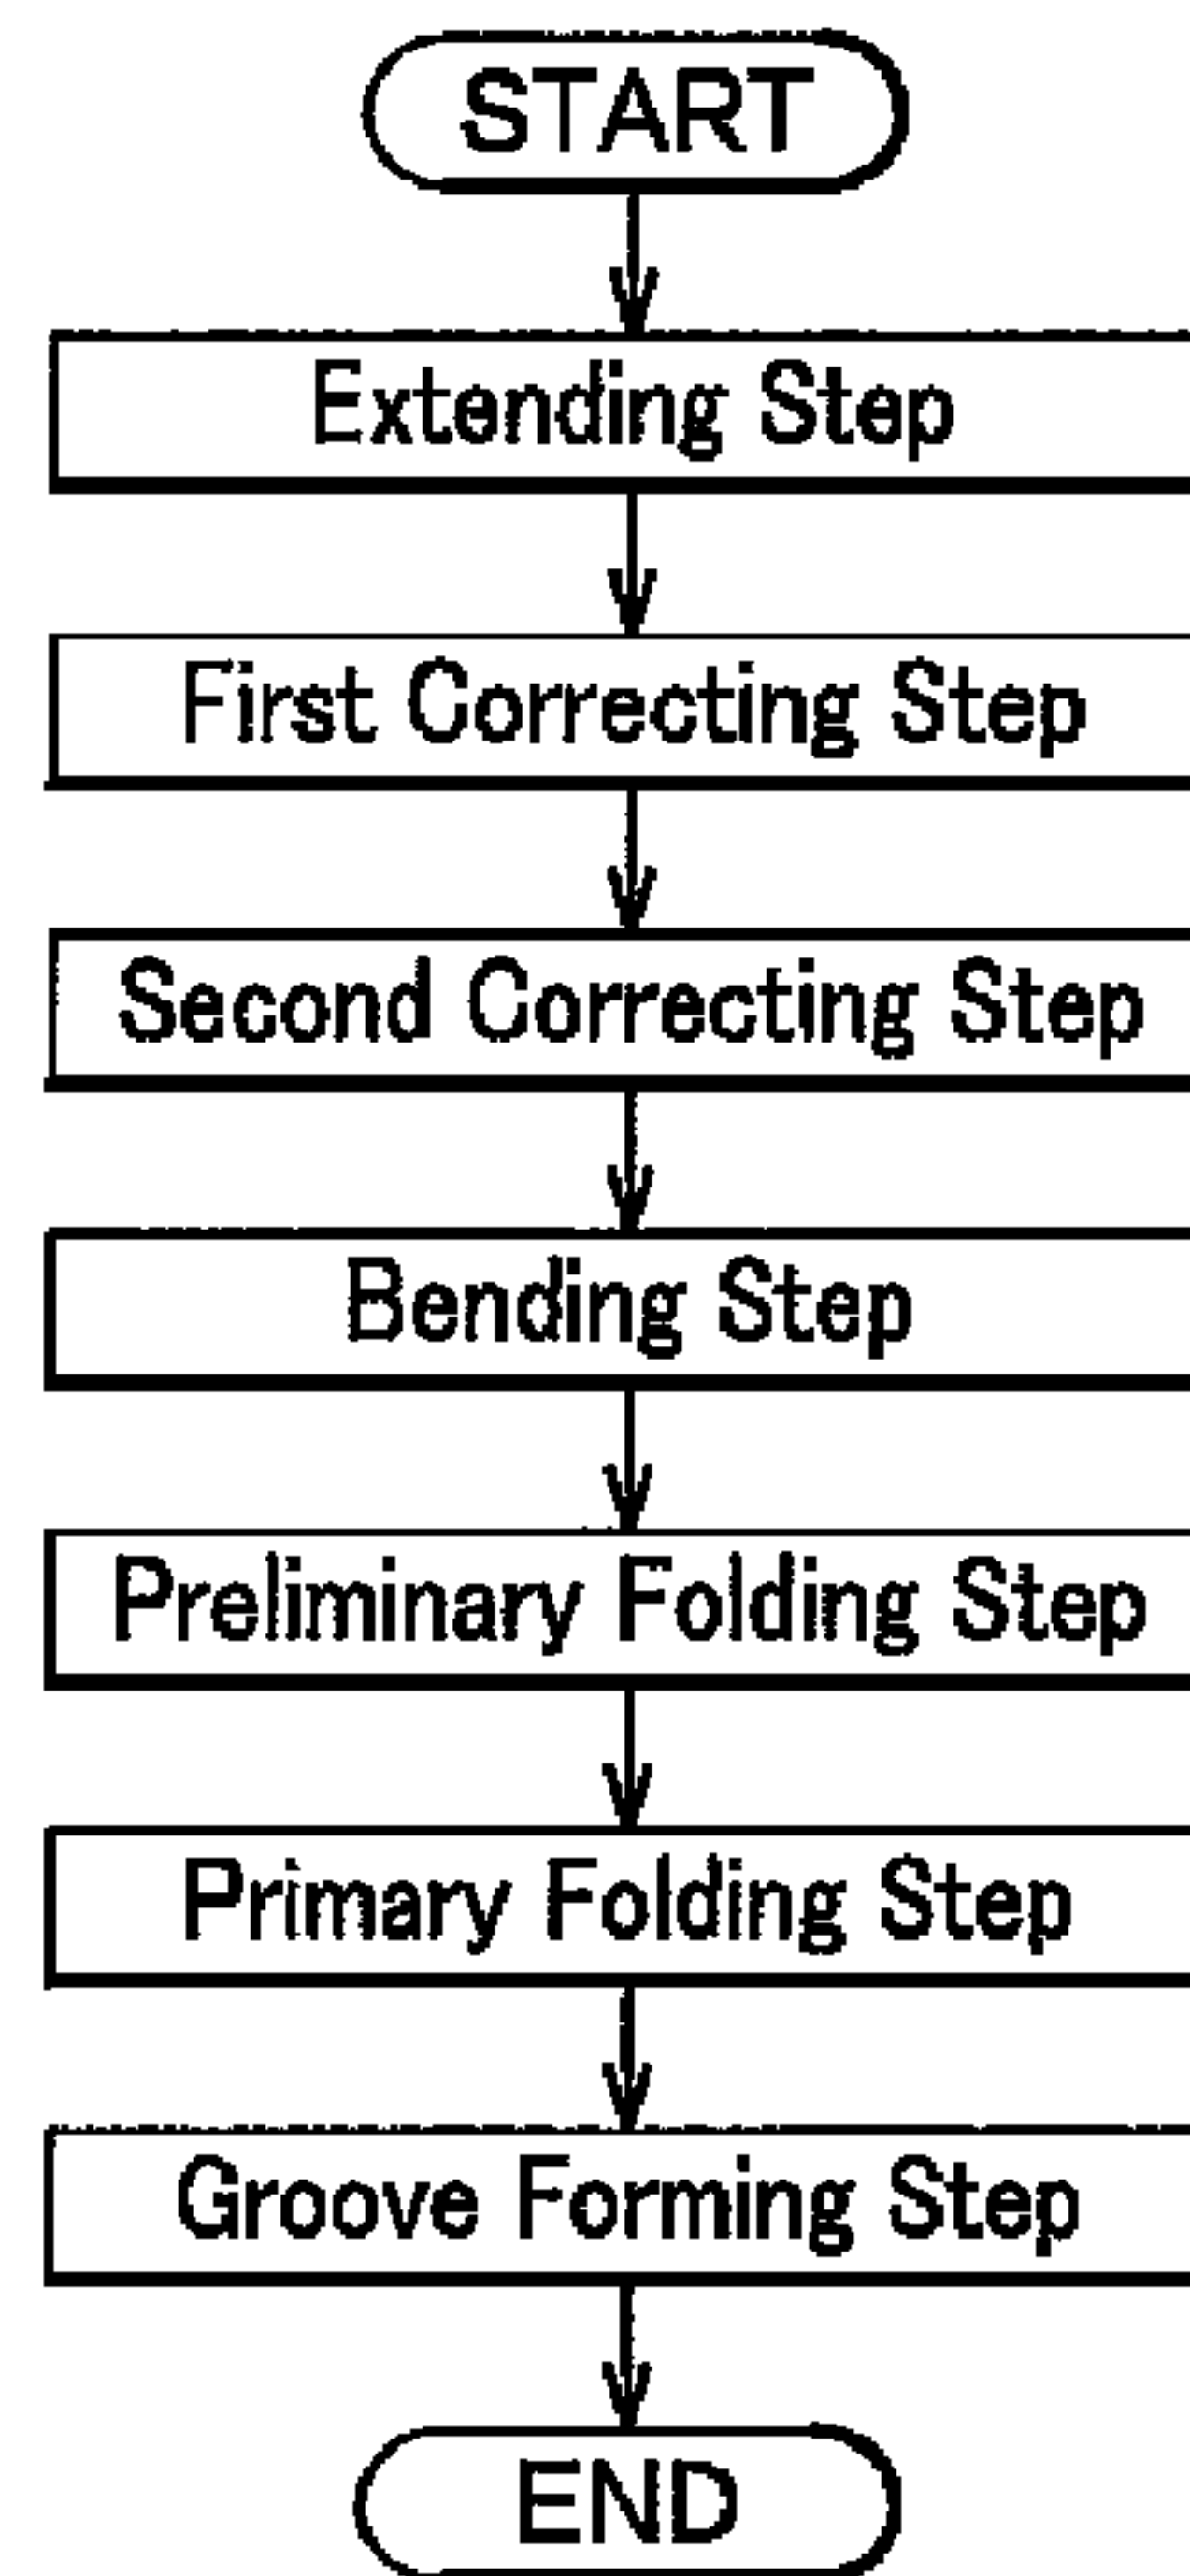 START
Extending Step
First Correcting Step
Second Correcting Step
Bending Step
Preliminary Folding Step
Primary Folding Step
Groove Forming Step
END